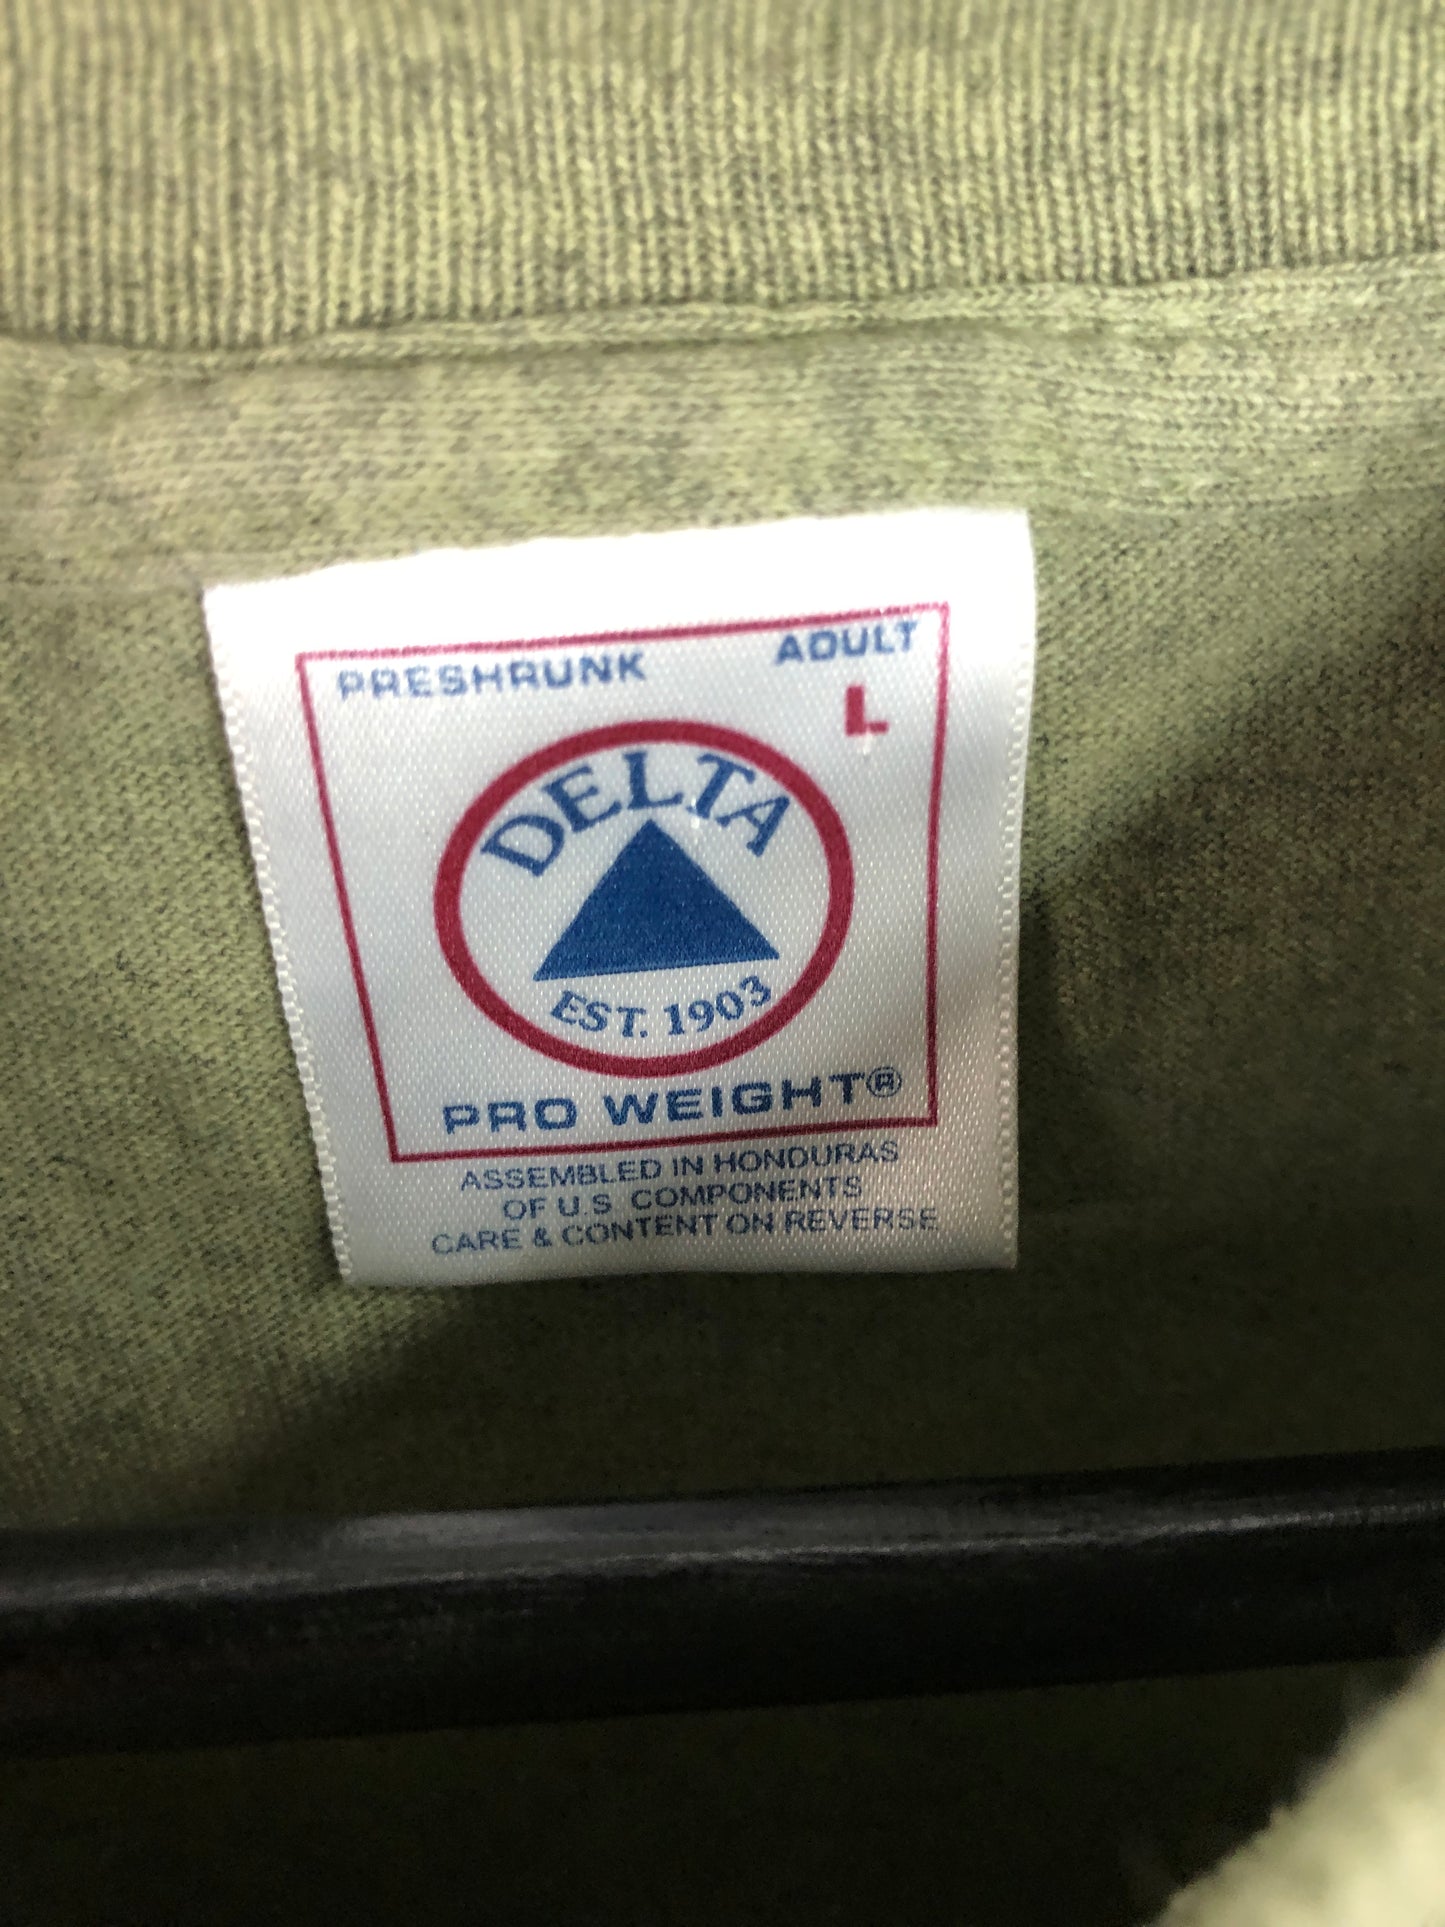 PRESHRUNK ADULT
L
DELTA
EST. 1903
PRO WEIGHT®
ASSEMBLED IN HONDURAS
OF U.S COMPONENTS
CARE & CONTENT ON REVERSE